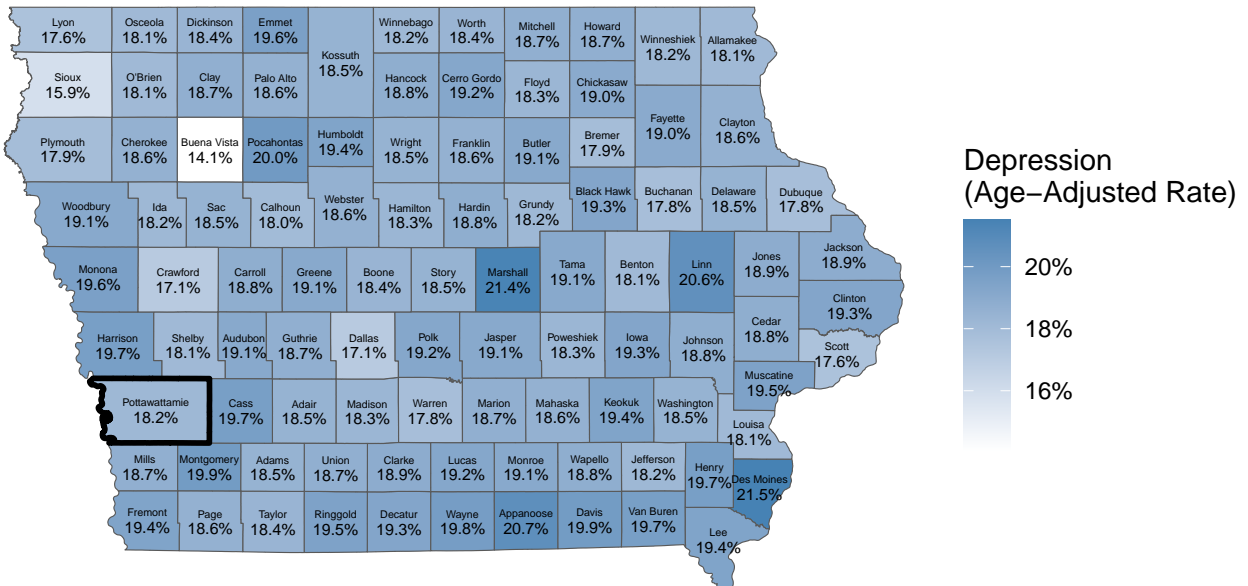 Lyon
17.6%
Osceola
18.1%
Dickinson
18.4%
Emmet
19.6%
Kossuth
18.5%
Winnebago
18.2%
Worth
18.4%
Mitchell
18.7%
Howard
18.7%
Winneshiek
18.2%
Allamakee
18.1%
Sioux
15.9%
O'Brien
18.1%
Clay
18.7%
Palo Alto
18.6%
Hancock
18.8%
Cerro Gordo
19.2%
Floyd
18.3%
Chickasaw
19.0%
Fayette
19.0%
Clayton
18.6%
Plymouth
17.9%
Cherokee
18.6%
Buena Vista
14.1%
Pocahontas
20.0%
Humboldt
19.4%
Wright
18.5%
Franklin
18.6%
Butler
19.1%
Bremer
17.9%
Woodbury
19.1%
Ida
18.2%
Sac
18.5%
Calhoun
18.0%
Webster
18.6%
Hamilton
18.3%
Hardin
18.8%
Grundy
18.2%
Black Hawk
19.3%
Buchanan
17.8%
Delaware
18.5%
Dubuque
17.8%
Monona
19.6%
Crawford
17.1%
Carroll
18.8%
Greene
19.1%
Boone
18.4%
Story
18.5%
Marshall
21.4%
Tama
19.1%
Benton
18.1%
Linn
20.6%
Jones
18.9%
Jackson
18.9%
Clinton
19.3%
Harrison
19.7%
Shelby
18.1%
Audubon
19.1%
Guthrie
18.7%
Dallas
17.1%
Polk
19.2%
Jasper
19.1%
Poweshiek
18.3%
Iowa
19.3%
Johnson
18.8%
Cedar
18.8%
Scott
17.6%
Muscatine
19.5%
Pottawattamie
18.2%
Cass
19.7%
Adair
18.5%
Madison
18.3%
Warren
17.8%
Marion
18.7%
Mahaska
18.6%
Keokuk
19.4%
Washington
18.5%
Louisa
18.1%
Mills
18.7%
Montgomery
19.9%
Adams
18.5%
Union
18.7%
Clarke
18.9%
Lucas
19.2%
Monroe
19.1%
Wapello
18.8%
Jefferson
18.2%
Henry
19.7%
Des Moines
21.5%
Fremont
19.4%
Page
18.6%
Taylor
18.4%
Ringgold
19.5%
Decatur
19.3%
Wayne
19.8%
Appanoose
20.7%
Davis
19.9%
Van Buren
19.7%
Lee
19.4%
Depression
(Age−Adjusted Rate)
20%
18%
16%